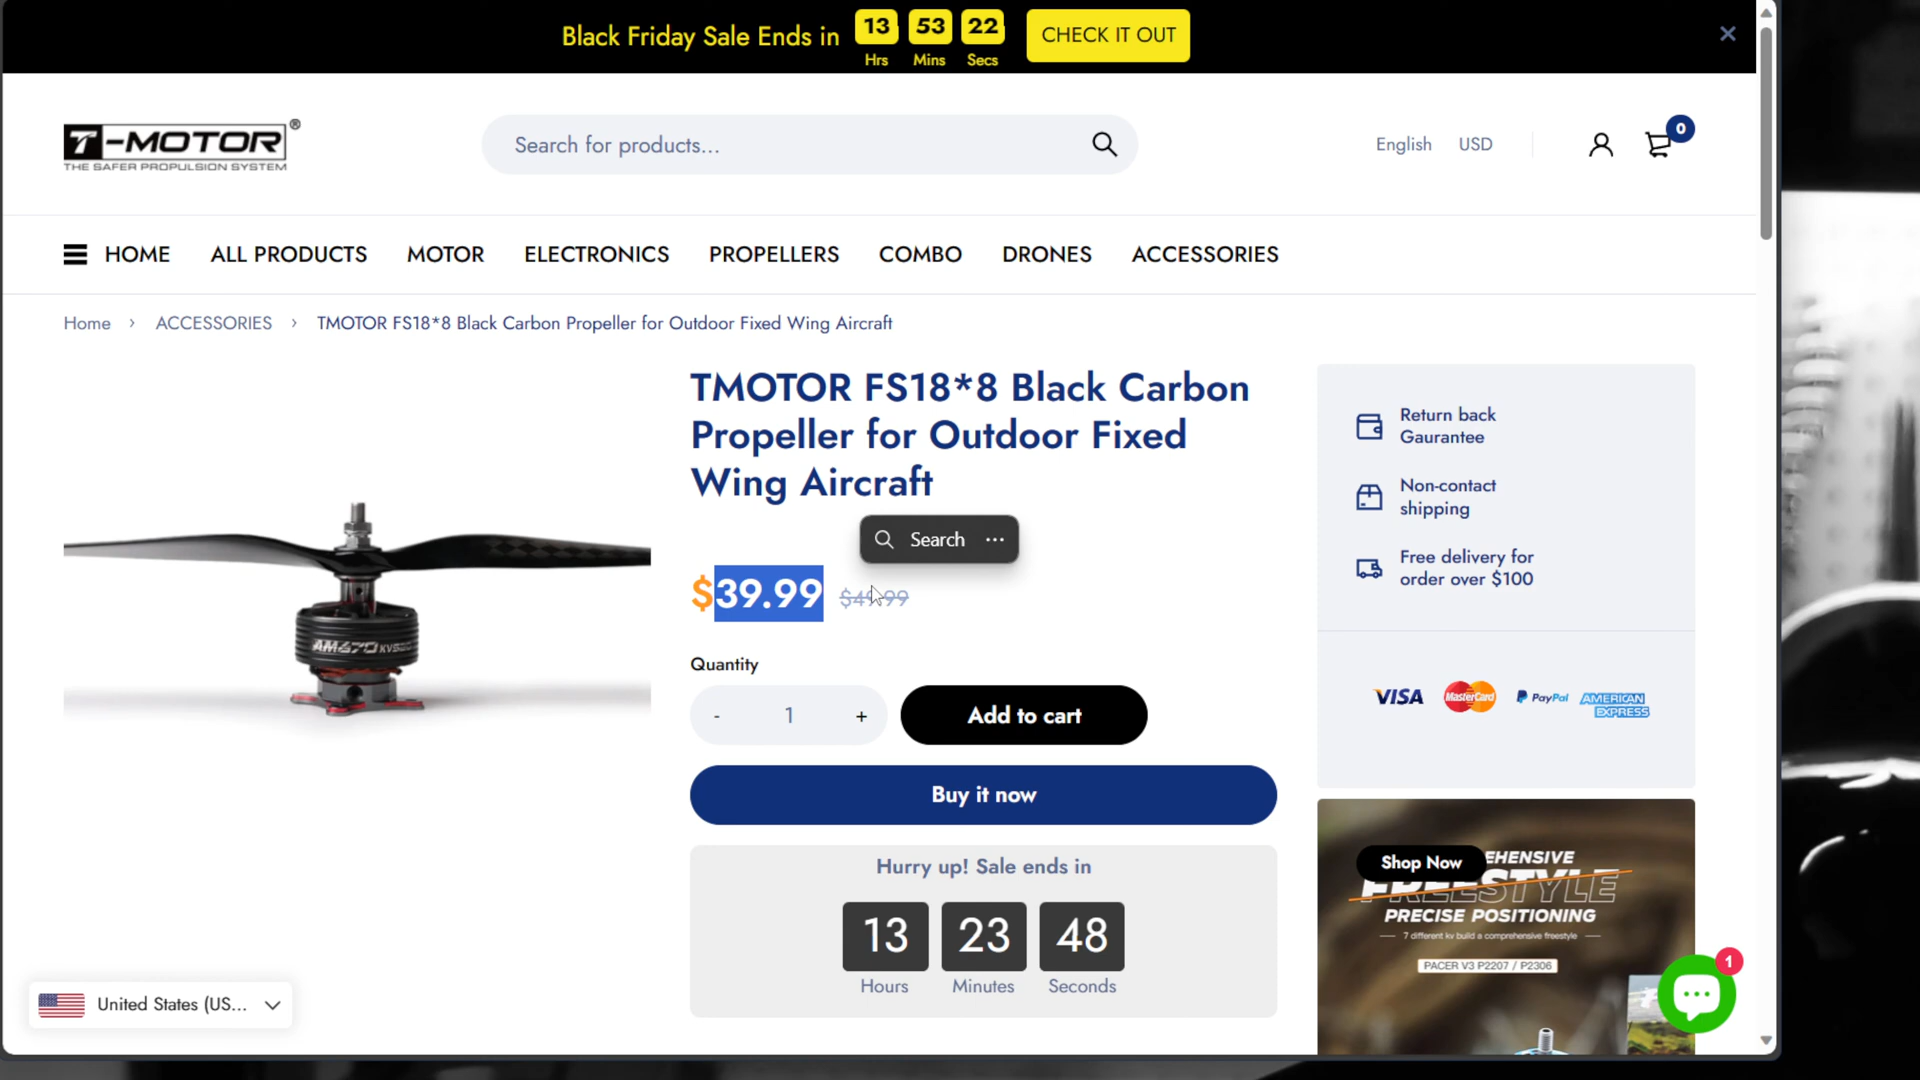 Black Friday Sale Ends in
13 53 22
Hrs Mins Secs
CHECK IT OUT
T-MOTOR®
THE SAFER PROPULSION SYSTEM
Search for products...
English USD
0
HOME ALL PRODUCTS MOTOR ELECTRONICS PROPELLERS COMBO DRONES ACCESSORIES
Home › ACCESSORIES › TMOTOR FS18*8 Black Carbon Propeller for Outdoor Fixed Wing Aircraft
TMOTOR FS18*8 Black Carbon
Propeller for Outdoor Fixed
Wing Aircraft
Search
$39.99
Quantity
- 1 +
Add to cart
Buy it now
Hurry up! Sale ends in
13 23 48
Hours Minutes Seconds
AM670
Return back
Gaurantee
Non-contact
shipping
Free delivery for
order over $100
VISA MasterCard PayPal AMERICAN
EXPRESS
Shop Now
EHENSIVE
FREESTYLE
PRECISE POSITIONING
7 different kv build a comprehensive freestyle
PACER V3 P2207 / P2306
1
United States (US...